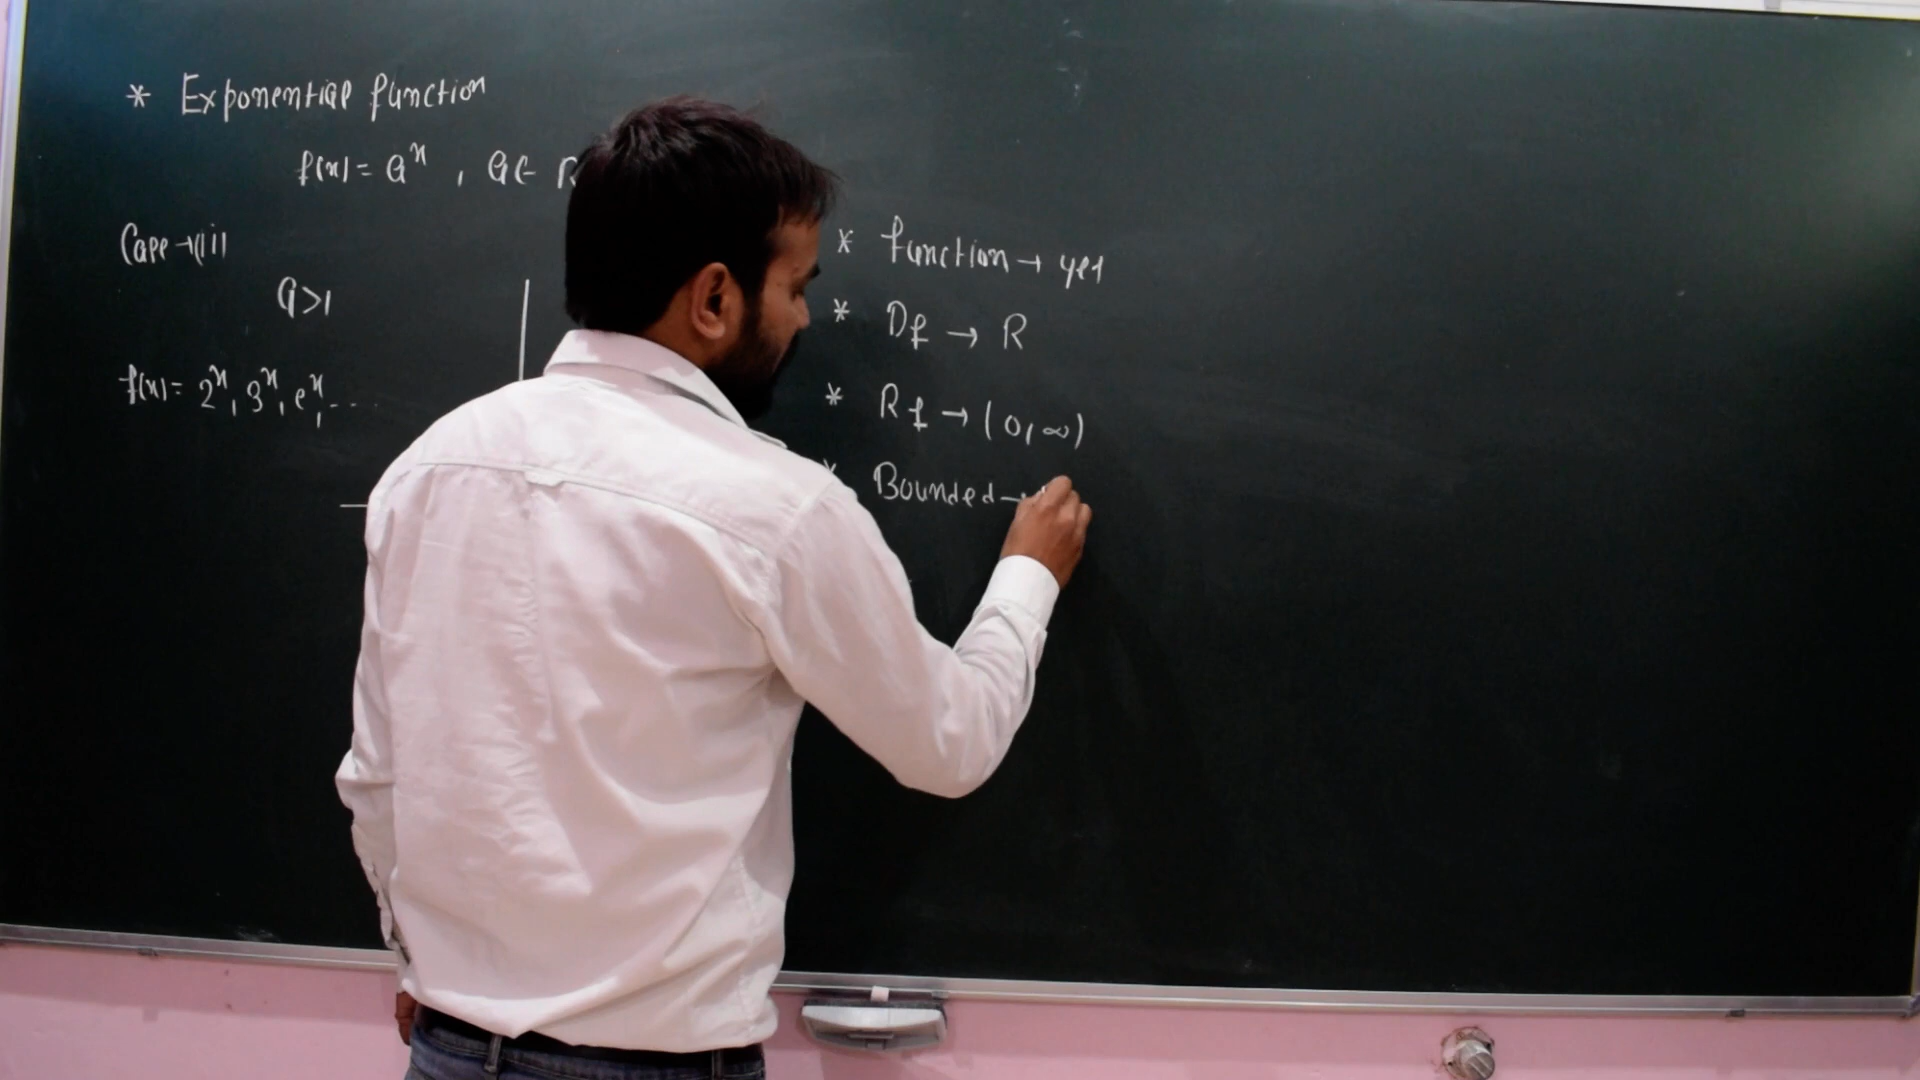 * Exponential function
f(x) = a^x , a ∈ R
Case → (ii)
a > 1
f(x) = 2^x, 3^x, e^x, ...
* function → yes
* Df → R
* Rf → (0, ∞)
* Bounded →